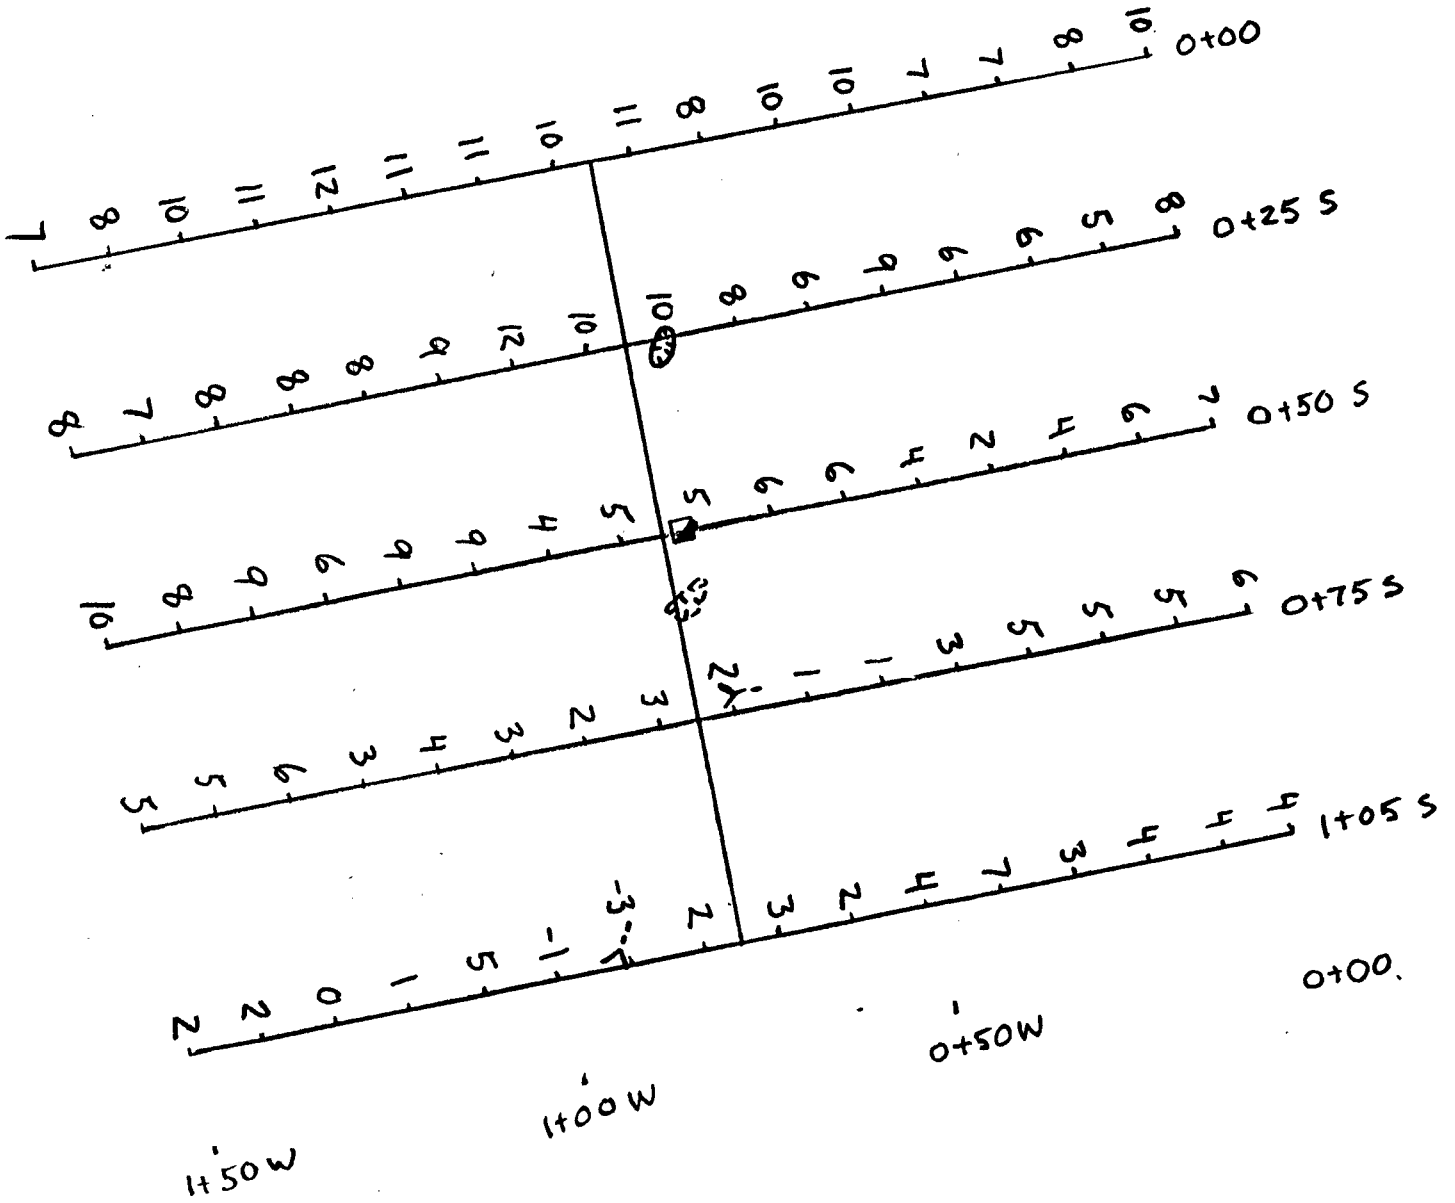 7 8 10 11 12 11 11 10 11 8 10 10 7 7 8 10 0+00
8 7 8 8 8 9 12 10 10 8 6 9 6 6 5 8 0+25 S
10 8 9 6 9 9 4 5 5 6 6 4 2 4 6 7 0+50 S
5 5 6 3 4 3 2 3 2 1 1 3 5 5 5 6 0+75 S
2 2 0 1 5 -1 -3 2 3 2 4 7 3 4 4 4 1+05 S
1+50W 1+00W 0+50W 0+00